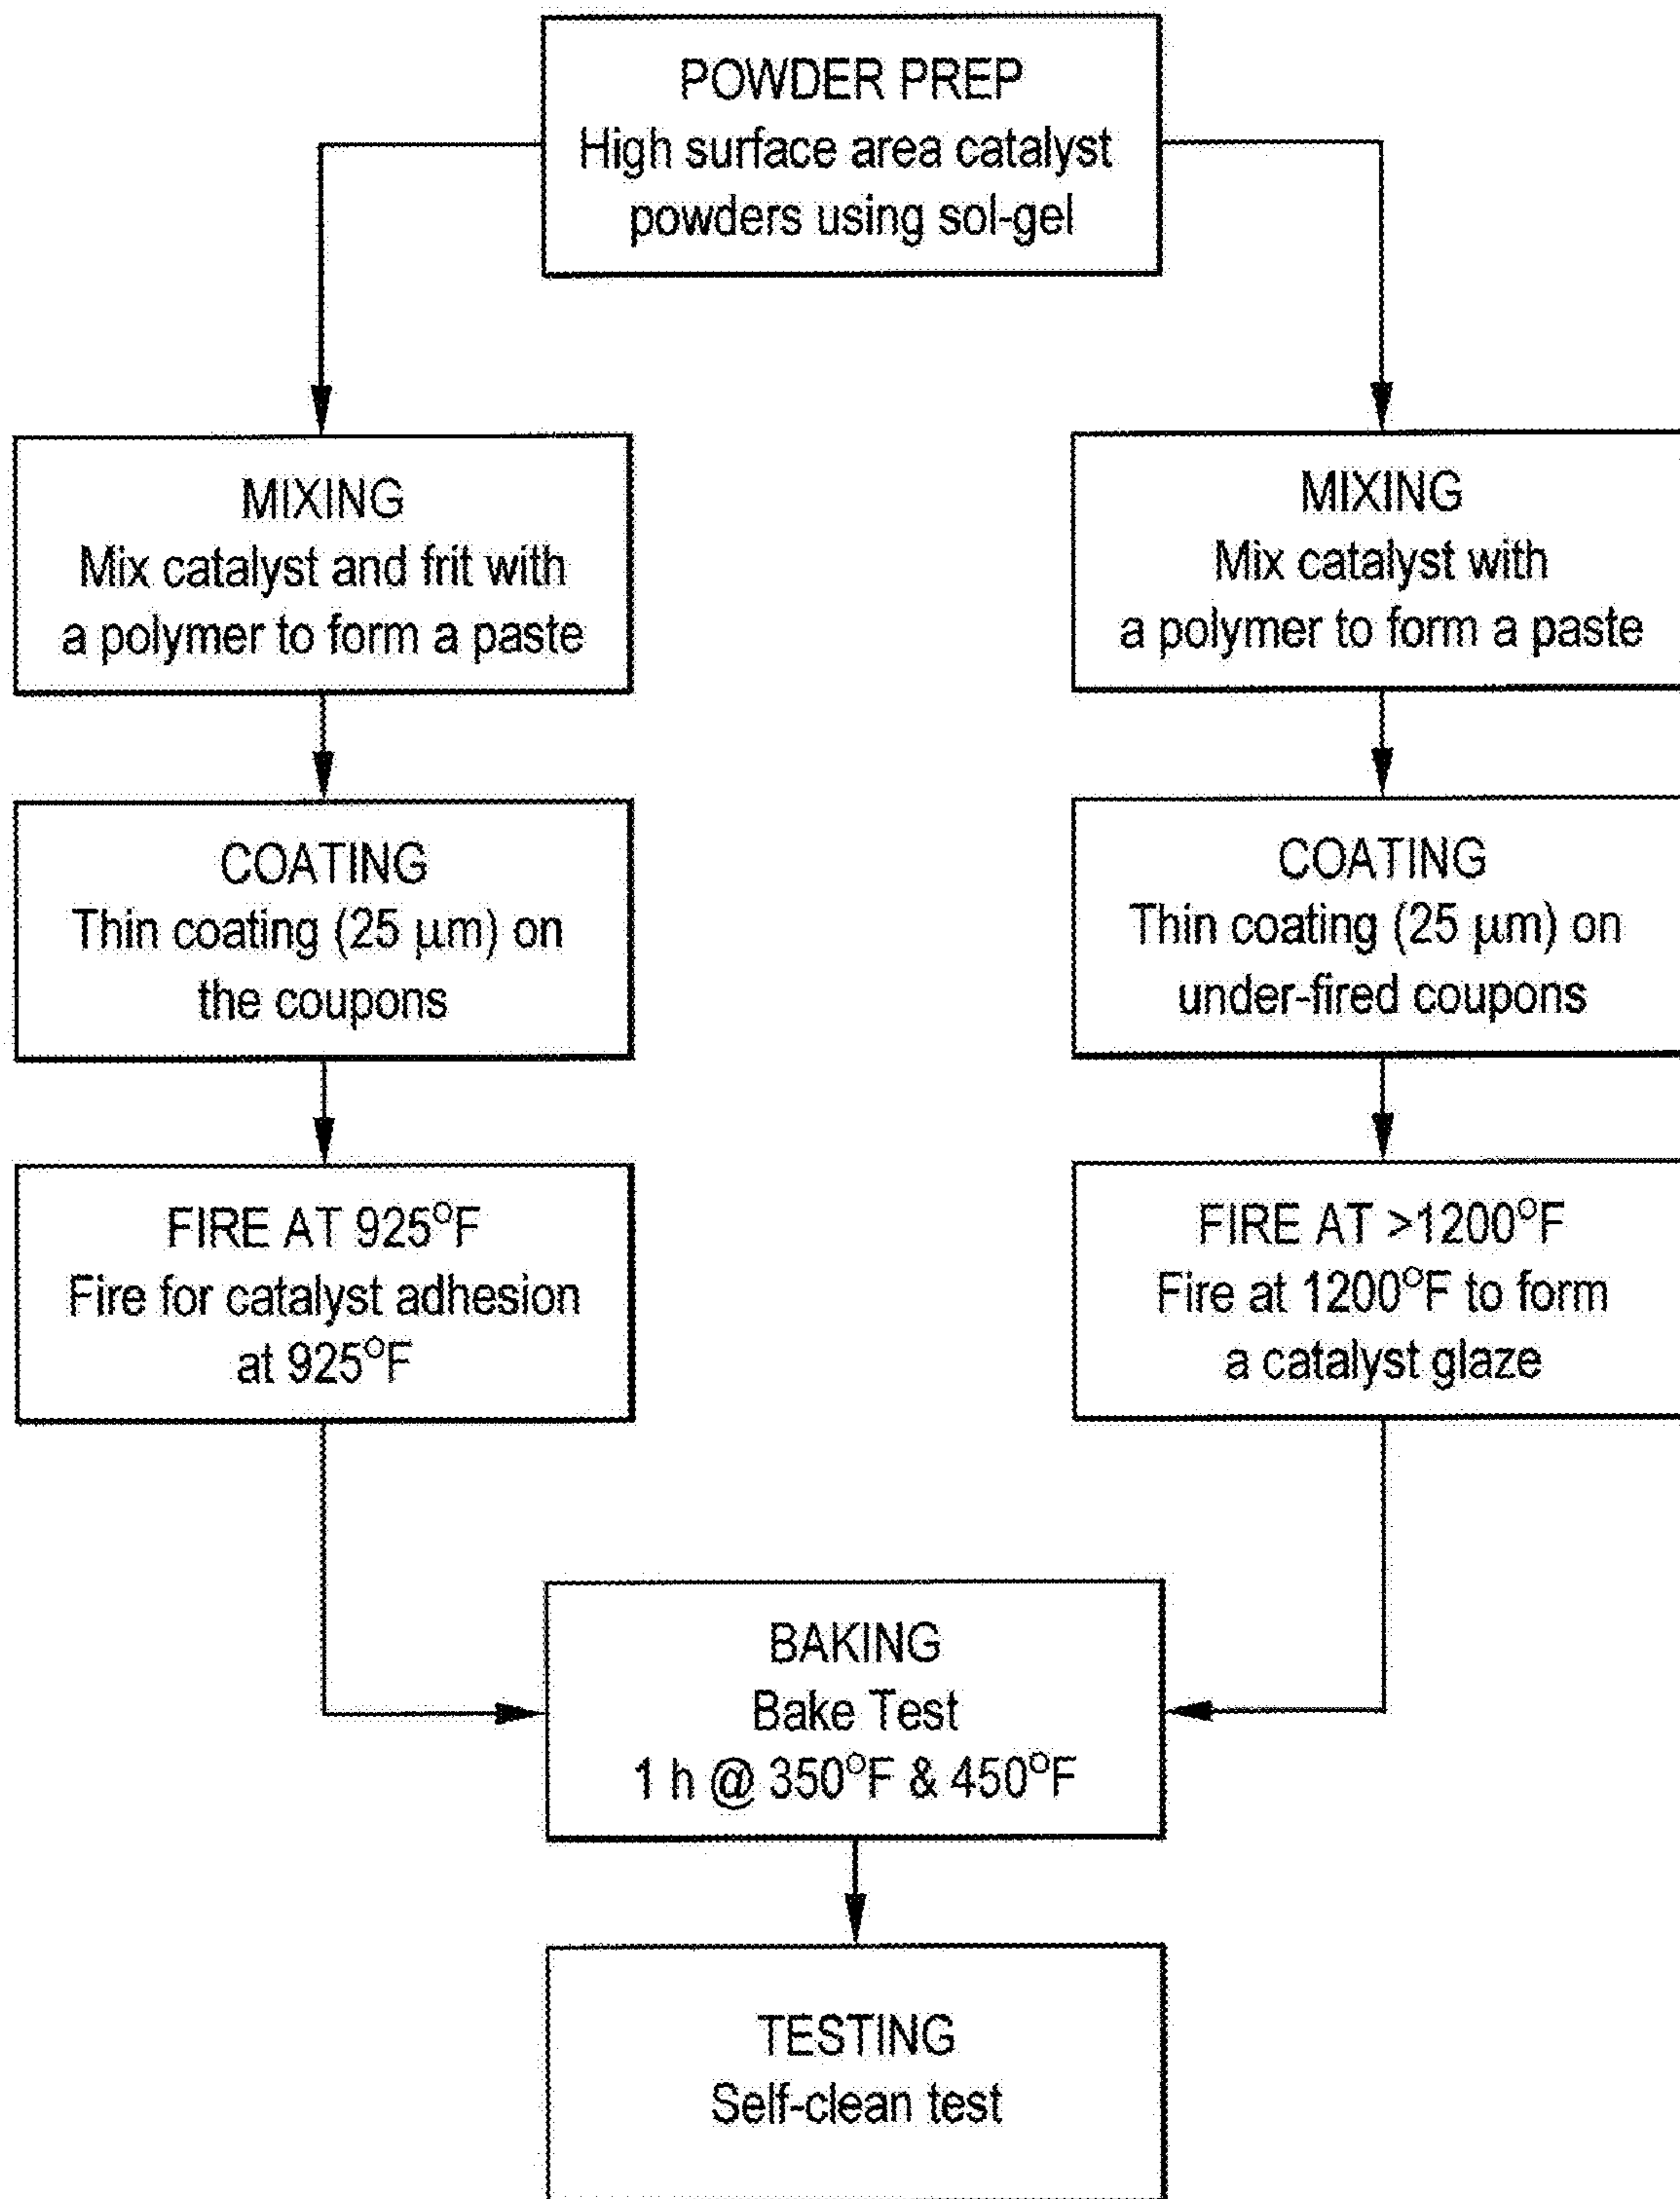 POWDER PREP
High surface area catalyst
powders using sol-gel
MIXING
Mix catalyst and frit with
a polymer to form a paste
MIXING
Mix catalyst with
a polymer to form a paste
COATING
Thin coating (25 μm) on
the coupons
COATING
Thin coating (25 μm) on
under-fired coupons
FIRE AT 925°F
Fire for catalyst adhesion
at 925°F
FIRE AT >1200°F
Fire at 1200°F to form
a catalyst glaze
BAKING
Bake Test
1 h @ 350°F & 450°F
TESTING
Self-clean test